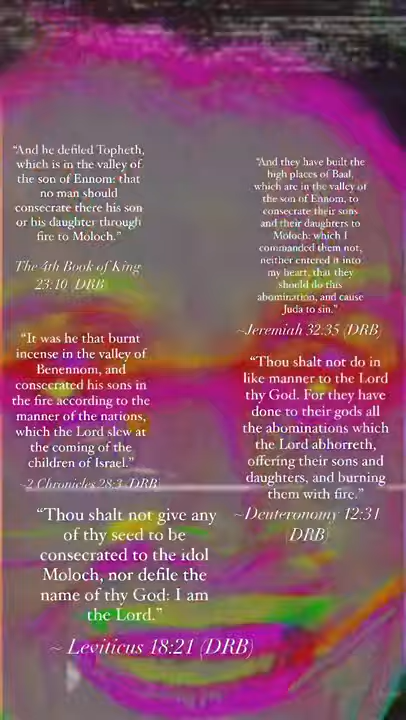 “And he defiled Topheth,
which is in the valley of
the son of Ennom: that
no man should
consecrate there his son
or his daughter through
fire to Moloch.”
The 4th Book of King
23:10 (DRB)
“And they have built the
high places of Baal,
which are in the valley of
the son of Ennom, to
consecrate their sons
and their daughters to
Moloch: which I
commanded them not,
neither entered it into
my heart, that they
should do this
abomination, and cause
Juda to sin.”
~Jeremiah 32:35 (DRB)
“It was he that burnt
incense in the valley of
Benennom, and
consecrated his sons in
the fire according to the
manner of the nations,
which the Lord slew at
the coming of the
children of Israel.”
~2 Chronicles 28:3 (DRB)
“Thou shalt not do in
like manner to the Lord
thy God. For they have
done to their gods all
the abominations which
the Lord abhorreth,
offering their sons and
daughters, and burning
them with fire.”
~Deuteronomy 12:31
DRB)
“Thou shalt not give any
of thy seed to be
consecrated to the idol
Moloch, nor defile the
name of thy God: I am
the Lord.”
~ Leviticus 18:21 (DRB)